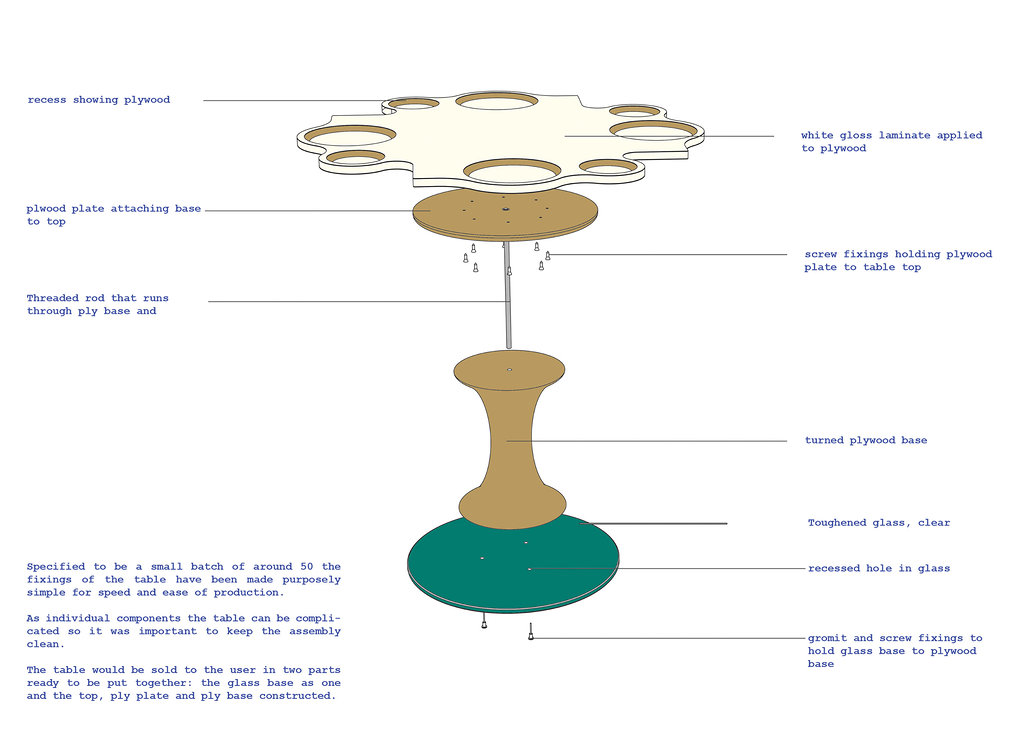 recess showing plywood
white gloss laminate applied
to plywood
plwood plate attaching base
to top
screw fixings holding plywood
plate to table top
Threaded rod that runs
through ply base and
turned plywood base
Toughened glass, clear
recessed hole in glass
gromit and screw fixings to
hold glass base to plywood
base
Specified to be a small batch of around 50 the
fixings of the table have been made purposely
simple for speed and ease of production.
As individual components the table can be compli-
cated so it was important to keep the assembly
clean.
The table would be sold to the user in two parts
ready to be put together: the glass base as one
and the top, ply plate and ply base constructed.